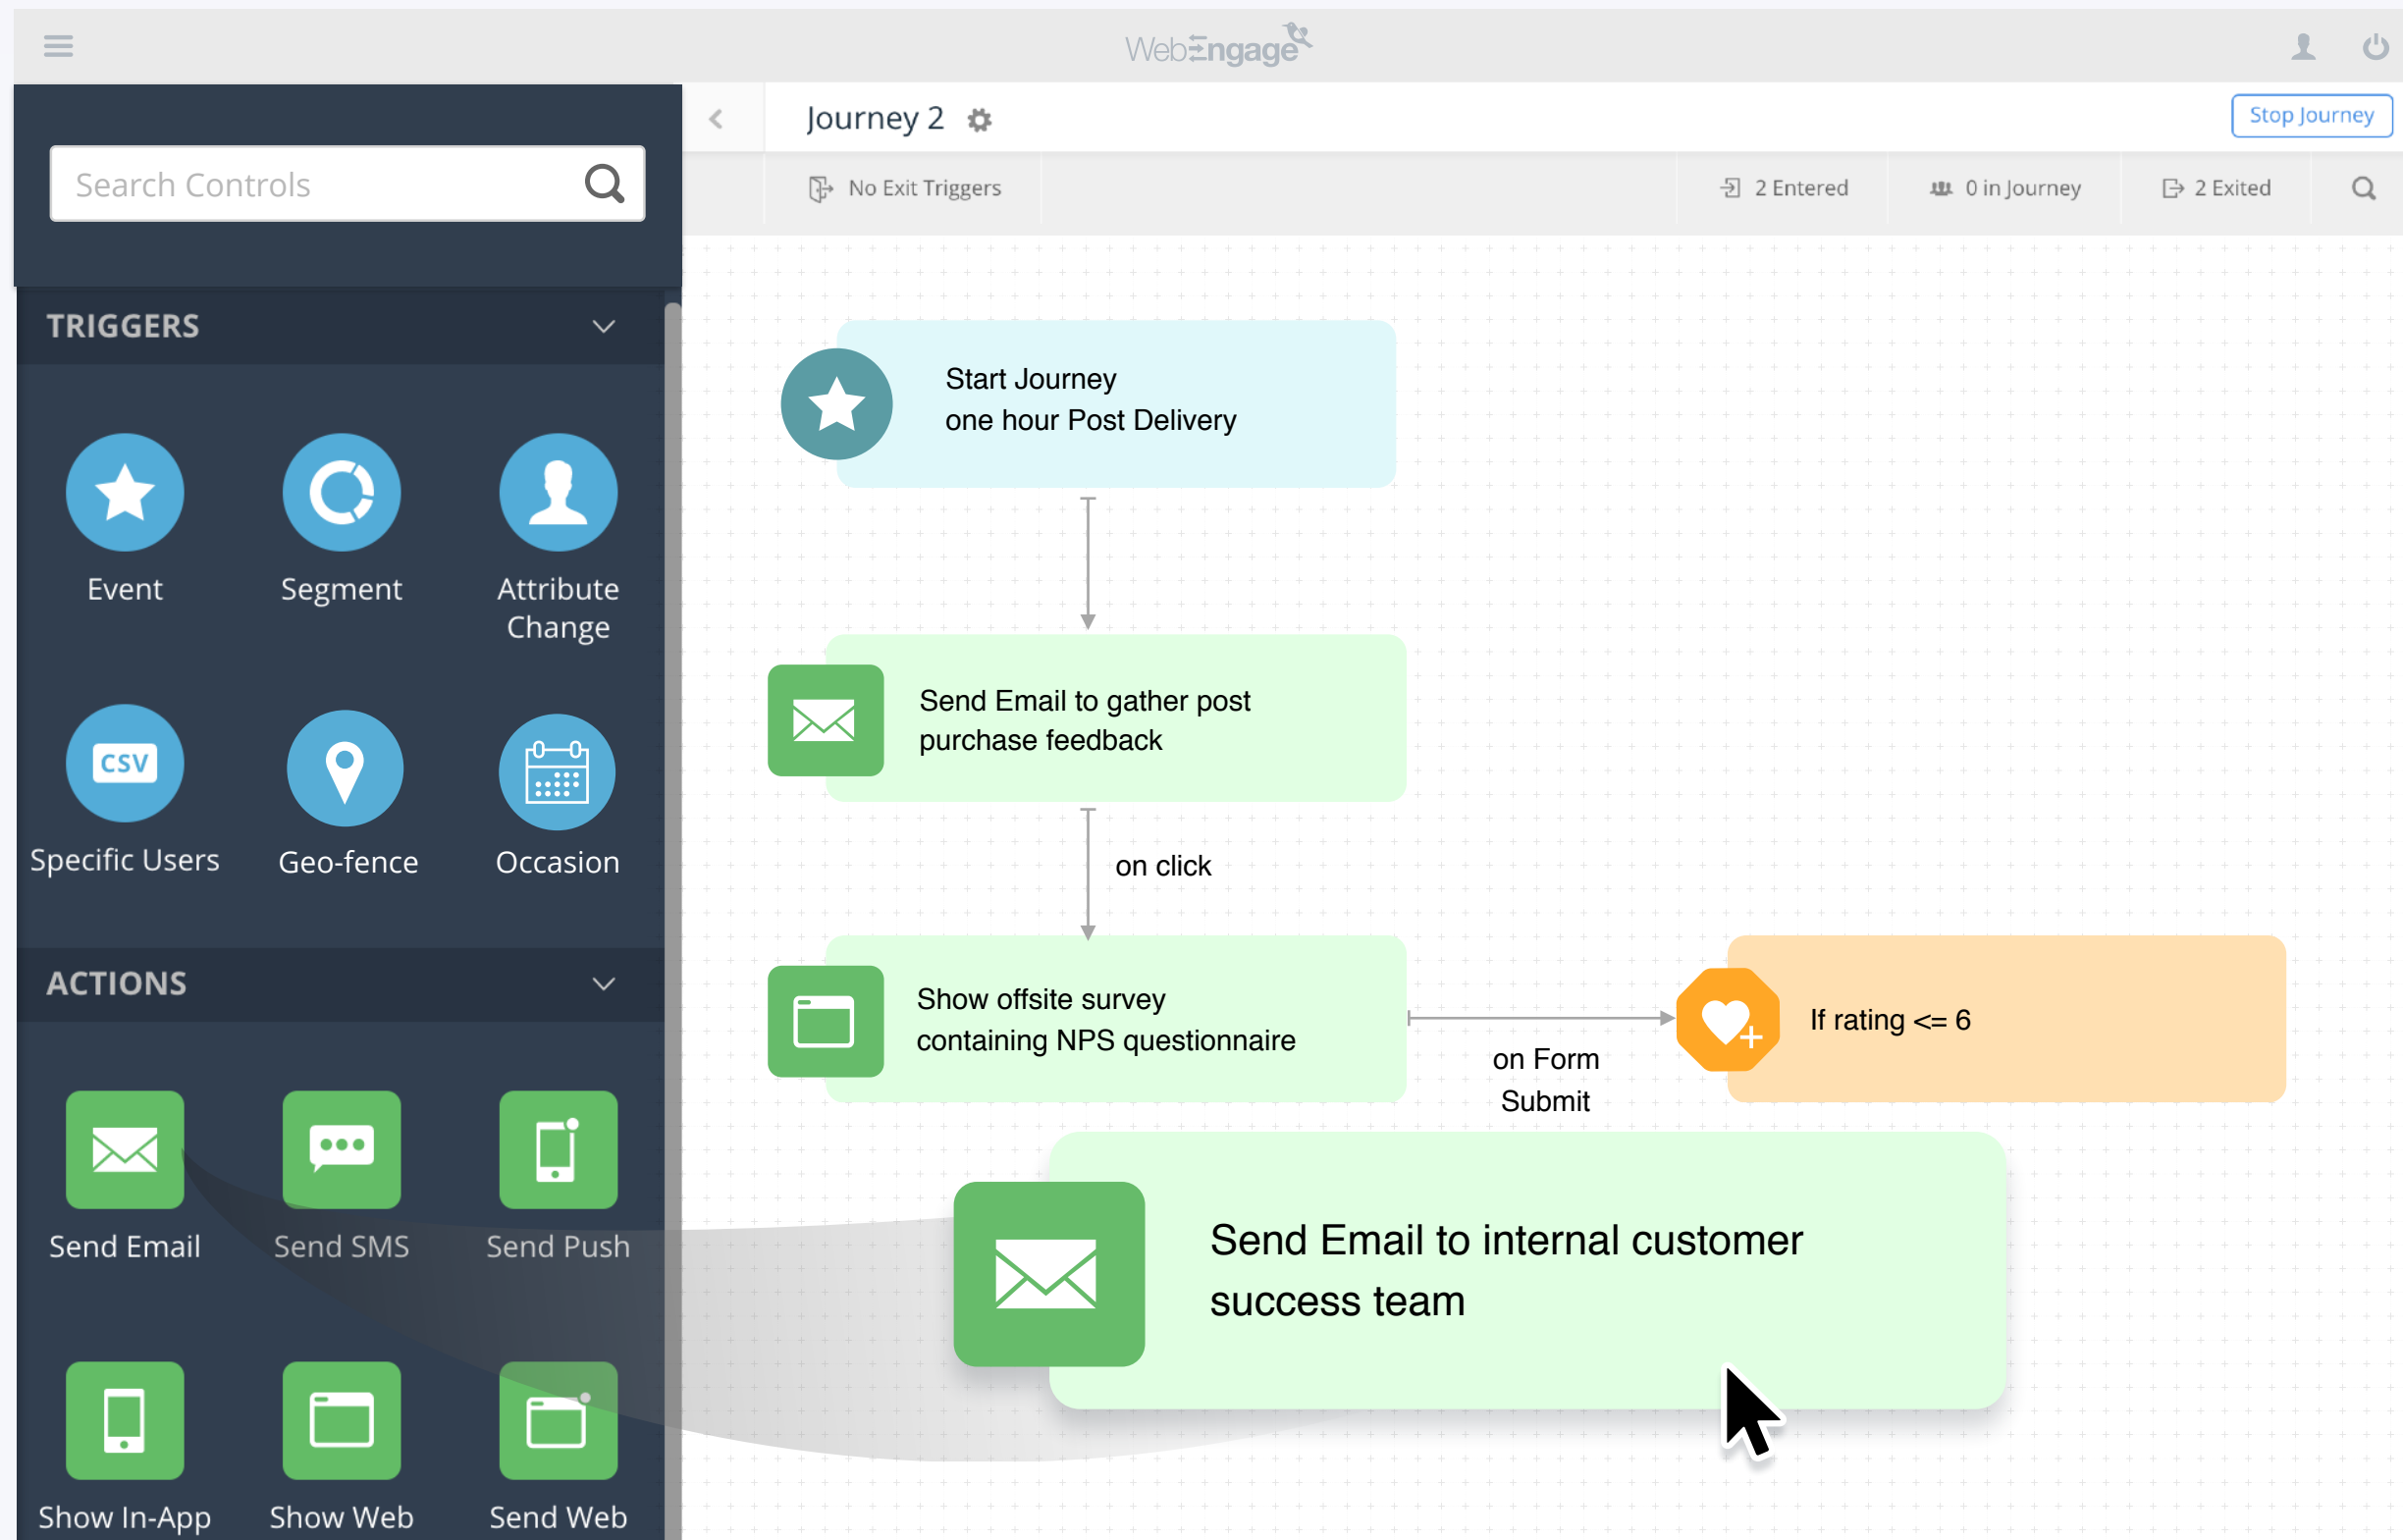 WebEngage
Journey 2
Stop Journey
Search Controls
No Exit Triggers
2 Entered
0 in Journey
2 Exited
TRIGGERS
Event
Segment
Attribute
Change
CSV
Specific Users
Geo-fence
Occasion
ACTIONS
Send Email
Send SMS
Send Push
Show In-App
Show Web
Send Web
Start Journey
one hour Post Delivery
Send Email to gather post
purchase feedback
on click
Show offsite survey
containing NPS questionnaire
on Form
Submit
If rating <= 6
Send Email to internal customer
success team